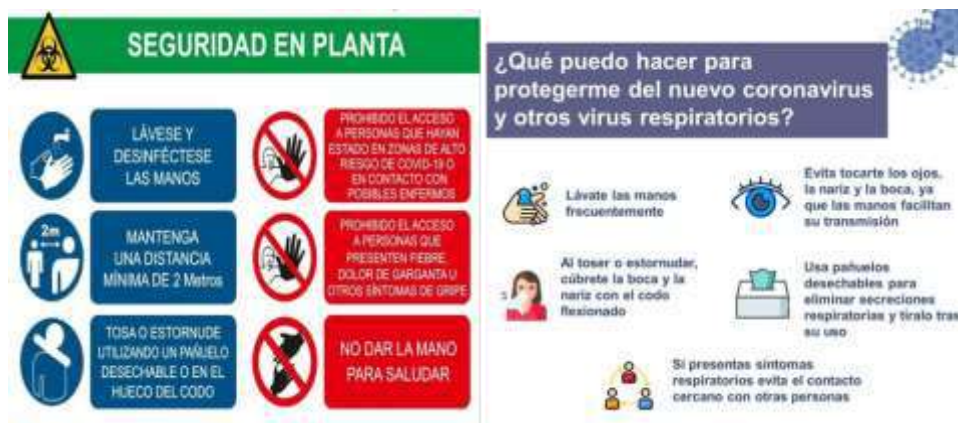 SEGURIDAD EN PLANTA
LÁVESE Y
DESINFÉCTESE
LAS MANOS
PROHIBIDO EL ACCESO
A PERSONAS QUE HAYAN
ESTADO EN ZONAS DE ALTO
RIESGO DE COVID-19 O
EN CONTACTO CON
POSIBLES ENFERMOS
2m
MANTENGA
UNA DISTANCIA
MÍNIMA DE 2 Metros
PROHIBIDO EL ACCESO
A PERSONAS QUE
PRESENTEN FIEBRE,
DOLOR DE GARGANTA U
OTROS SÍNTOMAS DE GRIPE
TOSA O ESTORNUDE
UTILIZANDO UN PAÑUELO
DESECHABLE O EN EL
HUECO DEL CODO
NO DAR LA MANO
PARA SALUDAR
¿Qué puedo hacer para
protegerme del nuevo coronavirus
y otros virus respiratorios?
Lávate las manos
frecuentemente
Evita tocarte los ojos,
la nariz y la boca, ya
que las manos facilitan
su transmisión
Al toser o estornudar,
cúbrete la boca y la
nariz con el codo
flexionado
Usa pañuelos
desechables para
eliminar secreciones
respiratorias y tíralo tras
su uso
Si presentas síntomas
respiratorios evita el contacto
cercano con otras personas